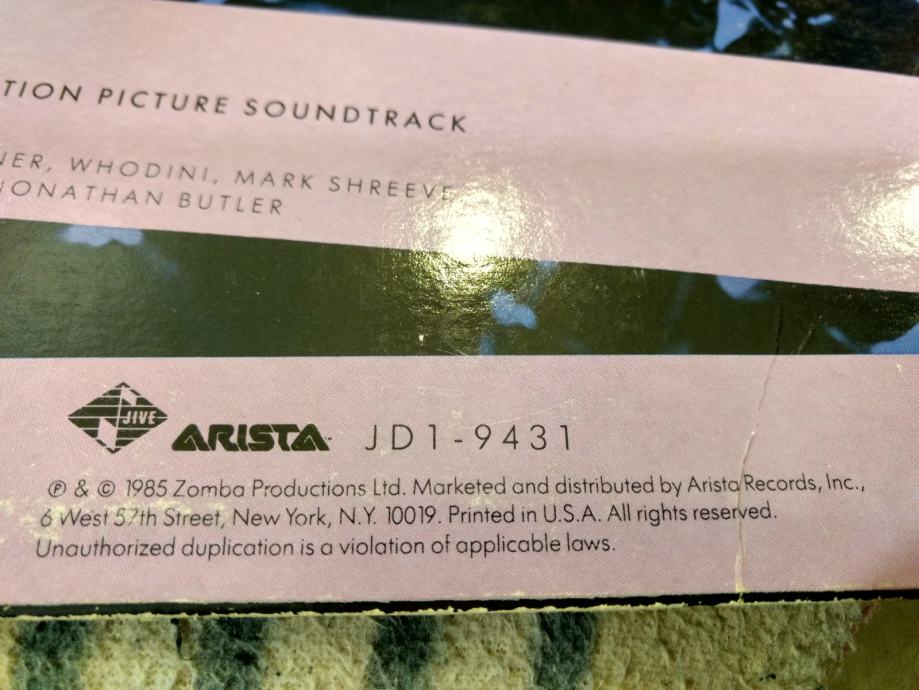 TION PICTURE SOUNDTRACK
NER, WHODINI, MARK SHREEVE
JONATHAN BUTLER
JIVE ARISTA JD1-9431
℗ & © 1985 Zomba Productions Ltd. Marketed and distributed by Arista Records, Inc.,
6 West 57th Street, New York, N.Y. 10019. Printed in U.S.A. All rights reserved.
Unauthorized duplication is a violation of applicable laws.